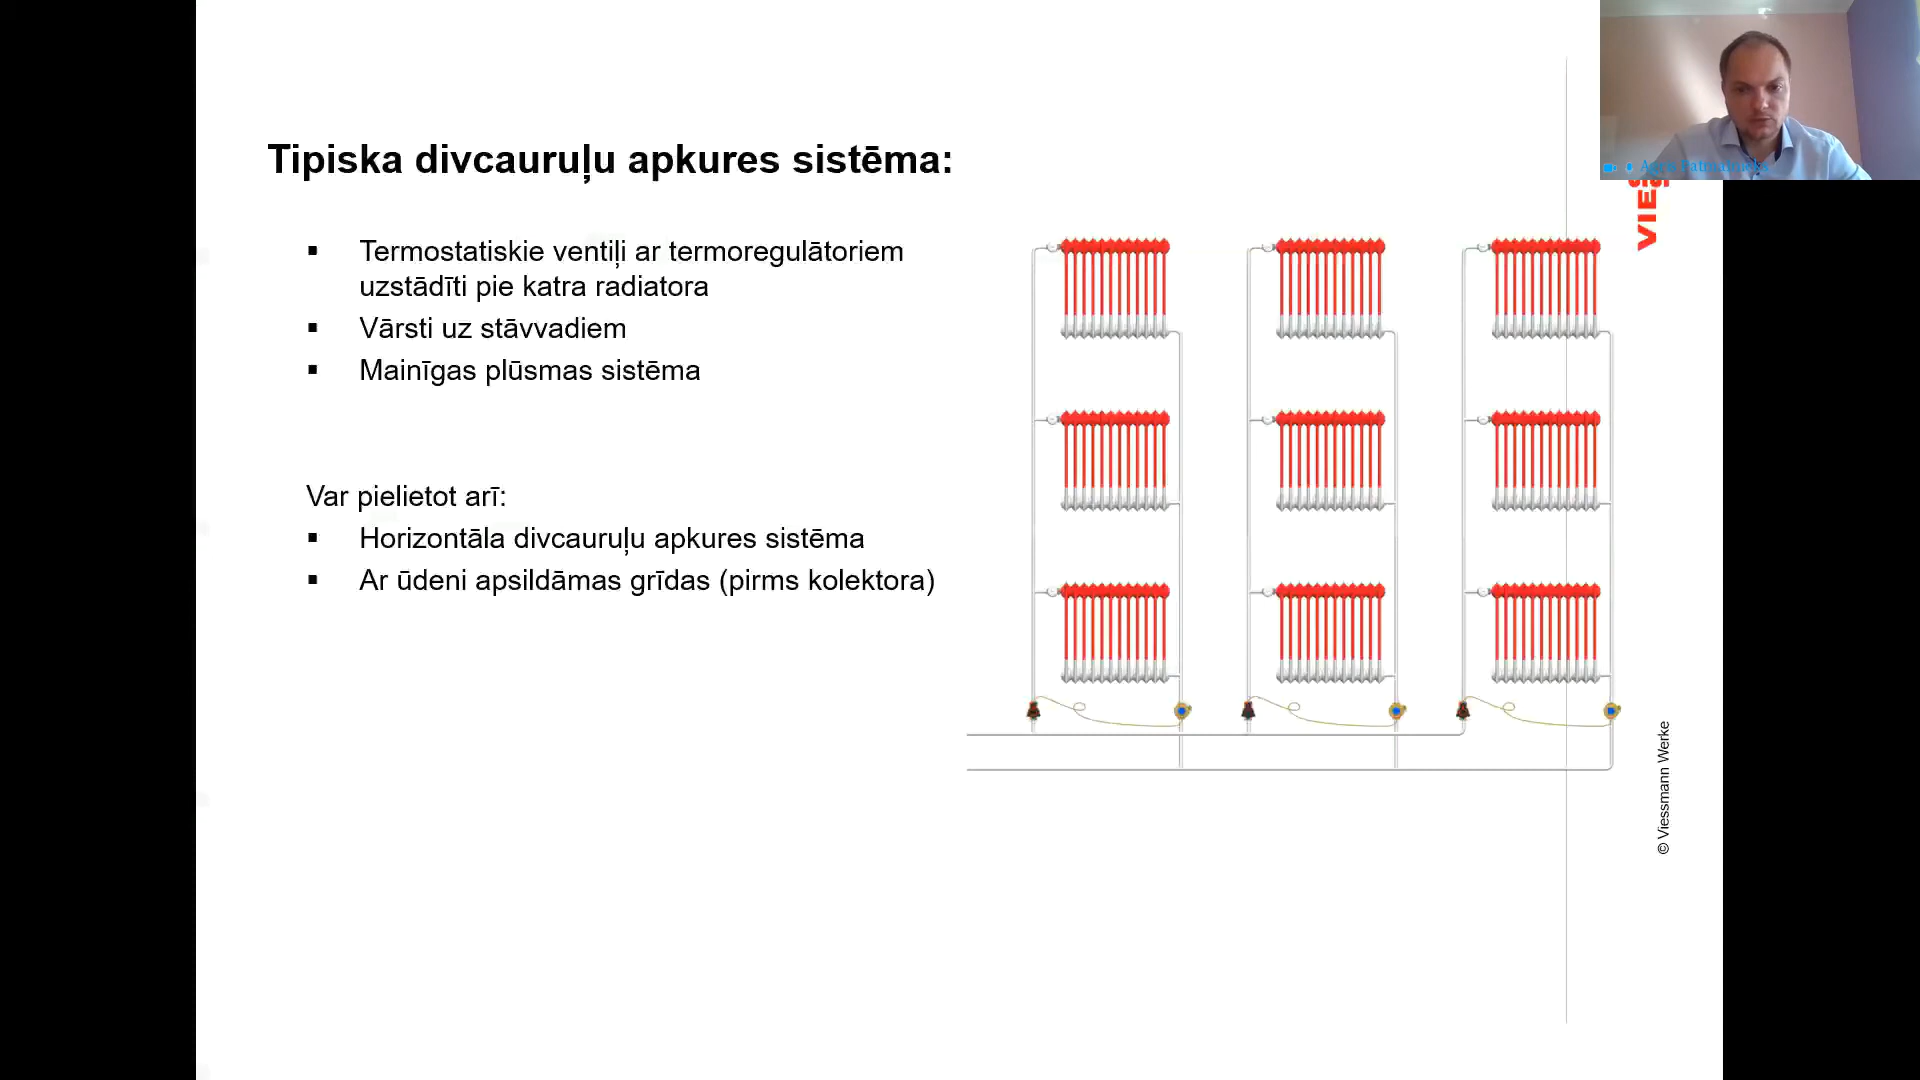 Tipiska divcauruļu apkures sistēma:
▪ Termostatiskie ventiļi ar termoregulātoriem
uzstādīti pie katra radiatora
▪ Vārsti uz stāvvadiem
▪ Mainīgas plūsmas sistēma
Var pielietot arī:
▪ Horizontāla divcauruļu apkures sistēma
▪ Ar ūdeni apsildāmas grīdas (pirms kolektora)
VIES
© Viessmann Werke